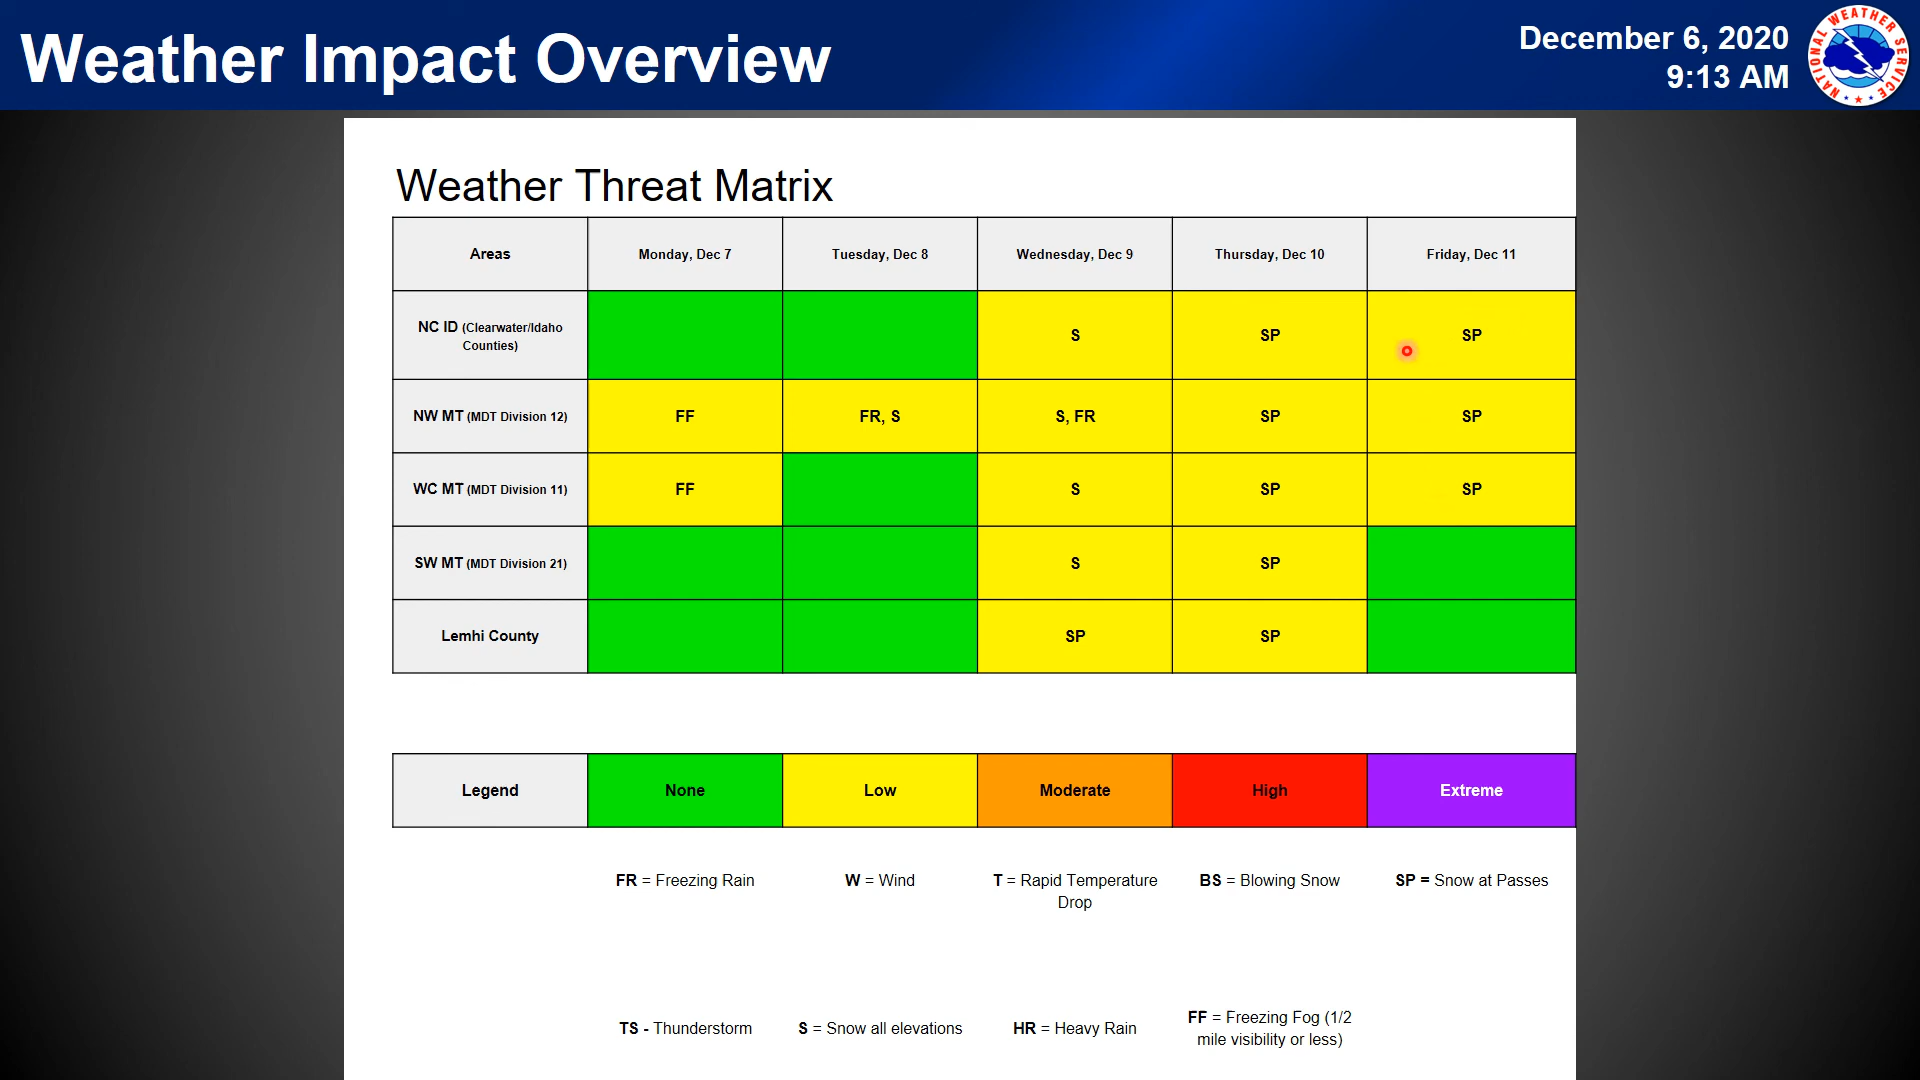 Weather Impact Overview
December 6, 2020
9:13 AM
NATIONAL WEATHER SERVICE
Weather Threat Matrix
Areas Monday, Dec 7 Tuesday, Dec 8 Wednesday, Dec 9 Thursday, Dec 10 Friday, Dec 11
NC ID (Clearwater/Idaho
Counties)
S SP SP
NW MT (MDT Division 12) FF FR, S S, FR SP SP
WC MT (MDT Division 11) FF S SP SP
SW MT (MDT Division 21) S SP
Lemhi County SP SP
Legend None Low Moderate High Extreme
FR = Freezing Rain
W = Wind
T = Rapid Temperature
Drop
BS = Blowing Snow
SP = Snow at Passes
TS - Thunderstorm
S = Snow all elevations
HR = Heavy Rain
FF = Freezing Fog (1/2
mile visibility or less)